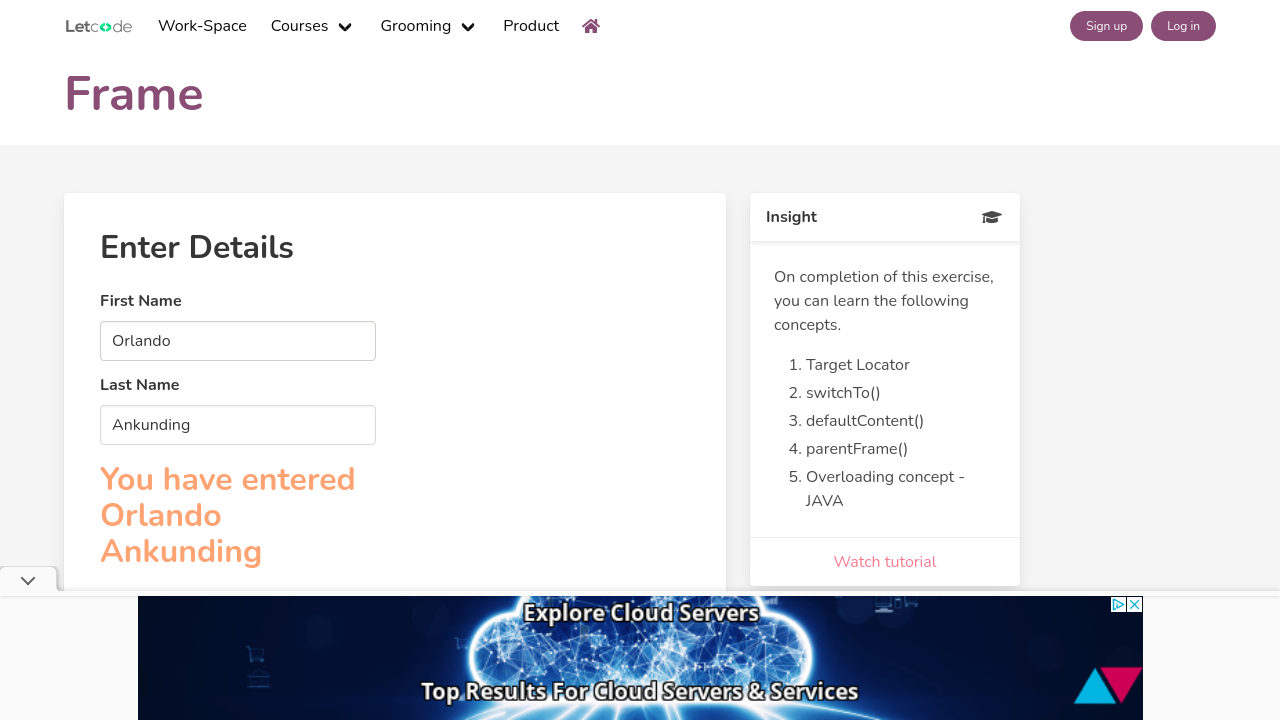 Letcode Work-Space Courses Grooming Product Sign up Log in
Frame
Enter Details
First Name
Orlando
Last Name
Ankunding
You have entered
Orlando
Ankunding
Insight
On completion of this exercise,
you can learn the following
concepts.
1. Target Locator
2. switchTo()
3. defaultContent()
4. parentFrame()
5. Overloading concept -
JAVA
Watch tutorial
Explore Cloud Servers
Top Results For Cloud Servers & Services